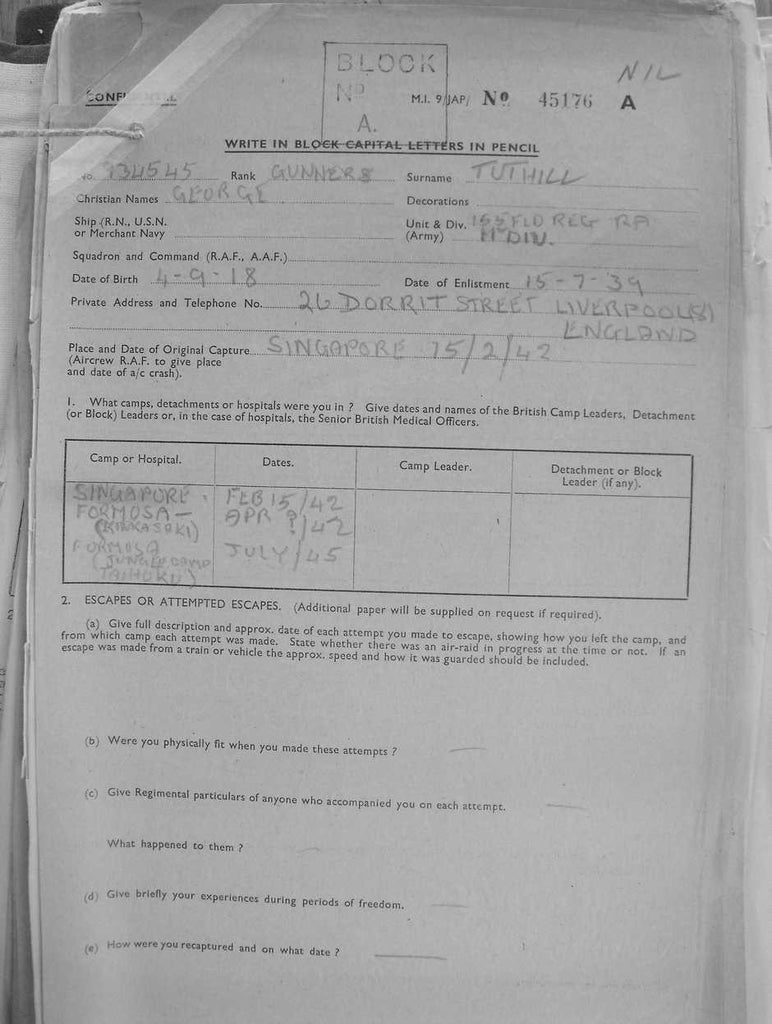 BLOCK
Nº
A.
NIL
M.I. 9/JAP/ Nº 45176 A
WRITE IN BLOCK CAPITAL LETTERS IN PENCIL
No. 934545 Rank GUNNERS Surname TUTHILL
Christian Names GEORGE Decorations
Ship (R.N., U.S.N. or Merchant Navy
Unit & Div. (Army) 155 FLD REG RA 11TH DIV.
Squadron and Command (R.A.F., A.A.F.)
Date of Birth 4-9-18 Date of Enlistment 15-7-39
Private Address and Telephone No. 26 DORRIT STREET LIVERPOOL(8)
ENGLAND
Place and Date of Original Capture SINGAPORE 15/2/42
(Aircrew R.A.F. to give place
and date of a/c crash).
1. What camps, detachments or hospitals were you in ? Give dates and names of the British Camp Leaders, Detachment
(or Block) Leaders or, in the case of hospitals, the Senior British Medical Officers.
Camp or Hospital. Dates. Camp Leader. Detachment or Block
Leader (if any).
SINGAPORE. FEB 15/42
FORMOSA— APR ?/42
(KINKASAKI)
FORMOSA JULY/45
(JUNGLE CAMP
TAIHOKU)
2. ESCAPES OR ATTEMPTED ESCAPES. (Additional paper will be supplied on request if required).
(a) Give full description and approx. date of each attempt you made to escape, showing how you left the camp, and
from which camp each attempt was made. State whether there was an air-raid in progress at the time or not. If an
escape was made from a train or vehicle the approx. speed and how it was guarded should be included.
(b) Were you physically fit when you made these attempts ?
(c) Give Regimental particulars of anyone who accompanied you on each attempt.
What happened to them ?
(d) Give briefly your experiences during periods of freedom.
(e) How were you recaptured and on what date ?